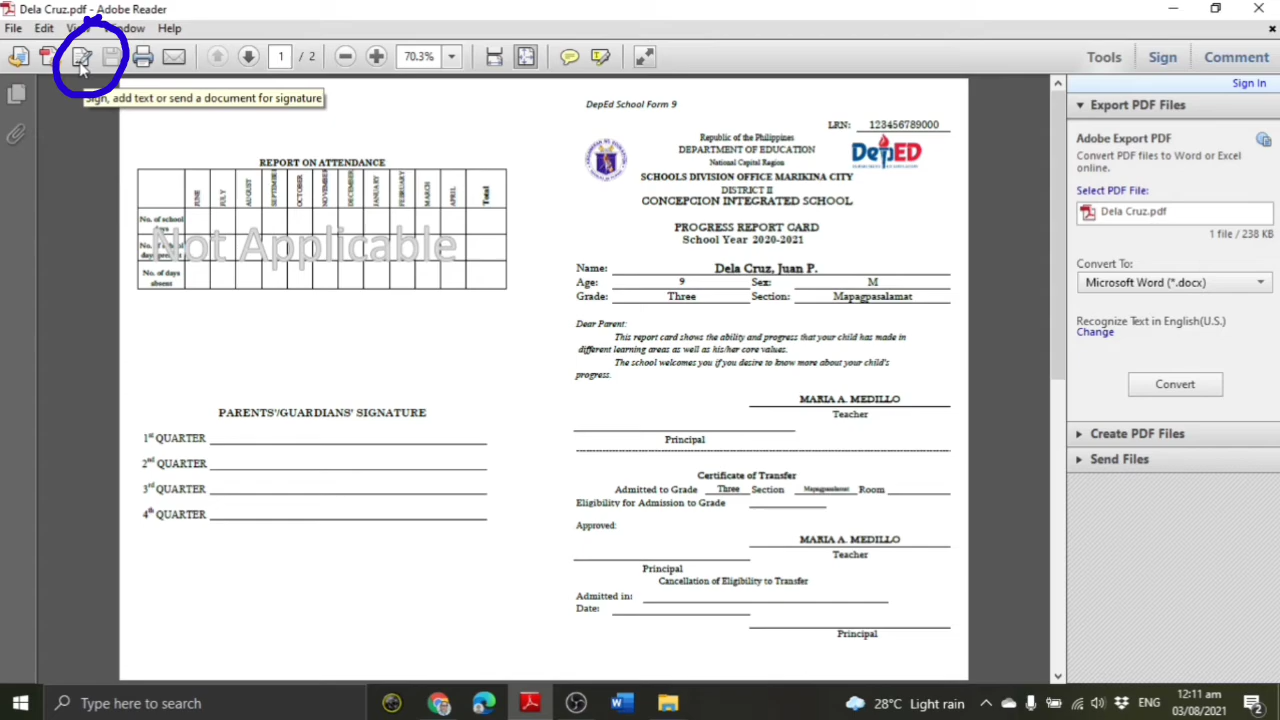 Dela Cruz.pdf - Adobe Reader
File Edit View Window Help
1 / 2 70.3% Tools Sign Comment
Sign, add text or send a document for signature
Sign In
Export PDF Files
Adobe Export PDF
Convert PDF files to Word or Excel
online.
Select PDF File:
Dela Cruz.pdf
1 file / 238 KB
Convert To:
Microsoft Word (*.docx)
Recognize Text in English(U.S.)
Change
Convert
Create PDF Files
Send Files
REPORT ON ATTENDANCE
JUNE JULY AUGUST SEPTEMBER OCTOBER NOVEMBER DECEMBER JANUARY FEBRUARY MARCH APRIL Total
No. of school
days
No. of school
days present
No. of days
absent
Not Applicable
PARENTS'/GUARDIANS' SIGNATURE
1st QUARTER
2nd QUARTER
3rd QUARTER
4th QUARTER
DepEd School Form 9
LRN: 123456789000
Republic of the Philippines
DEPARTMENT OF EDUCATION
National Capital Region
DepED
SCHOOLS DIVISION OFFICE MARIKINA CITY
DISTRICT II
CONCEPCION INTEGRATED SCHOOL
PROGRESS REPORT CARD
School Year 2020-2021
Name: Dela Cruz, Juan P.
Age: 9 Sex: M
Grade: Three Section: Mapagpasalamat
Dear Parent:
This report card shows the ability and progress that your child has made in
different learning areas as well as his/her core values.
The school welcomes you if you desire to know more about your child's
progress.
MARIA A. MEDILLO
Teacher
Principal
Certificate of Transfer
Admitted to Grade Three Section Mapagpasalamat Room
Eligibility for Admission to Grade
Approved:
MARIA A. MEDILLO
Teacher
Principal
Cancellation of Eligibility to Transfer
Admitted in:
Date:
Principal
Type here to search
28°C Light rain
ENG
12:11 am
03/08/2021
2